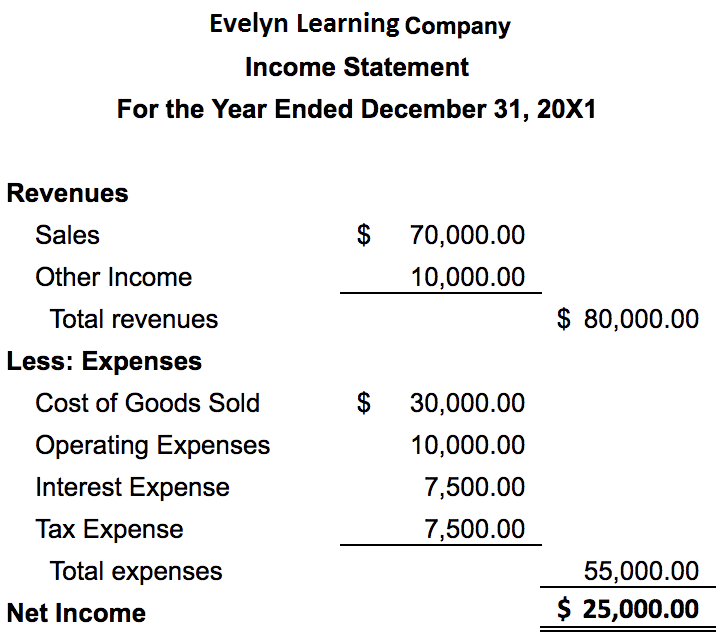 Evelyn Learning Company
Income Statement
For the Year Ended December 31, 20X1
Revenues
Sales $ 70,000.00
Other Income 10,000.00
Total revenues $ 80,000.00
Less: Expenses
Cost of Goods Sold $ 30,000.00
Operating Expenses 10,000.00
Interest Expense 7,500.00
Tax Expense 7,500.00
Total expenses 55,000.00
Net Income $ 25,000.00